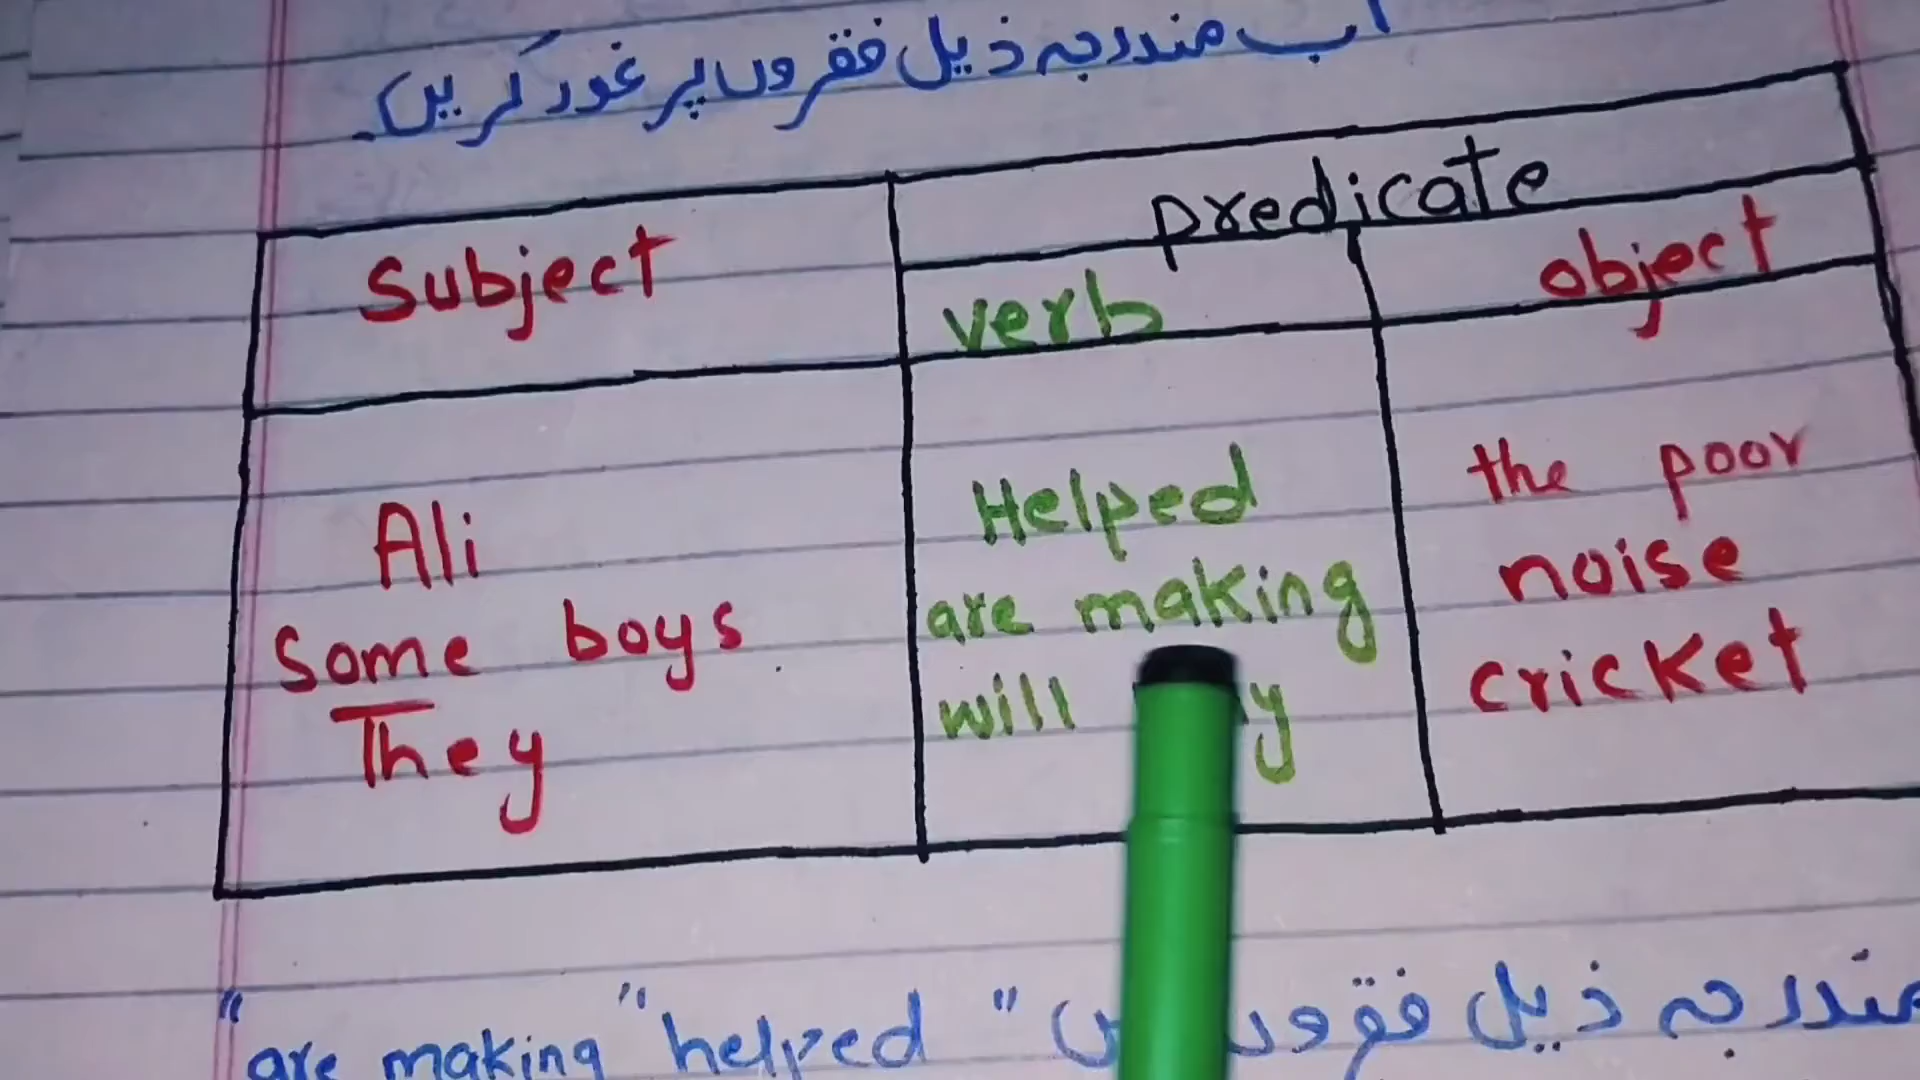 اب مندرجہ ذیل فقروں پر غور کریں۔
Subject predicate
verb object
Ali Helped the poor
Some boys are making noise
They will cricket
مندرجہ ذیل فقروں " helped" "are making "